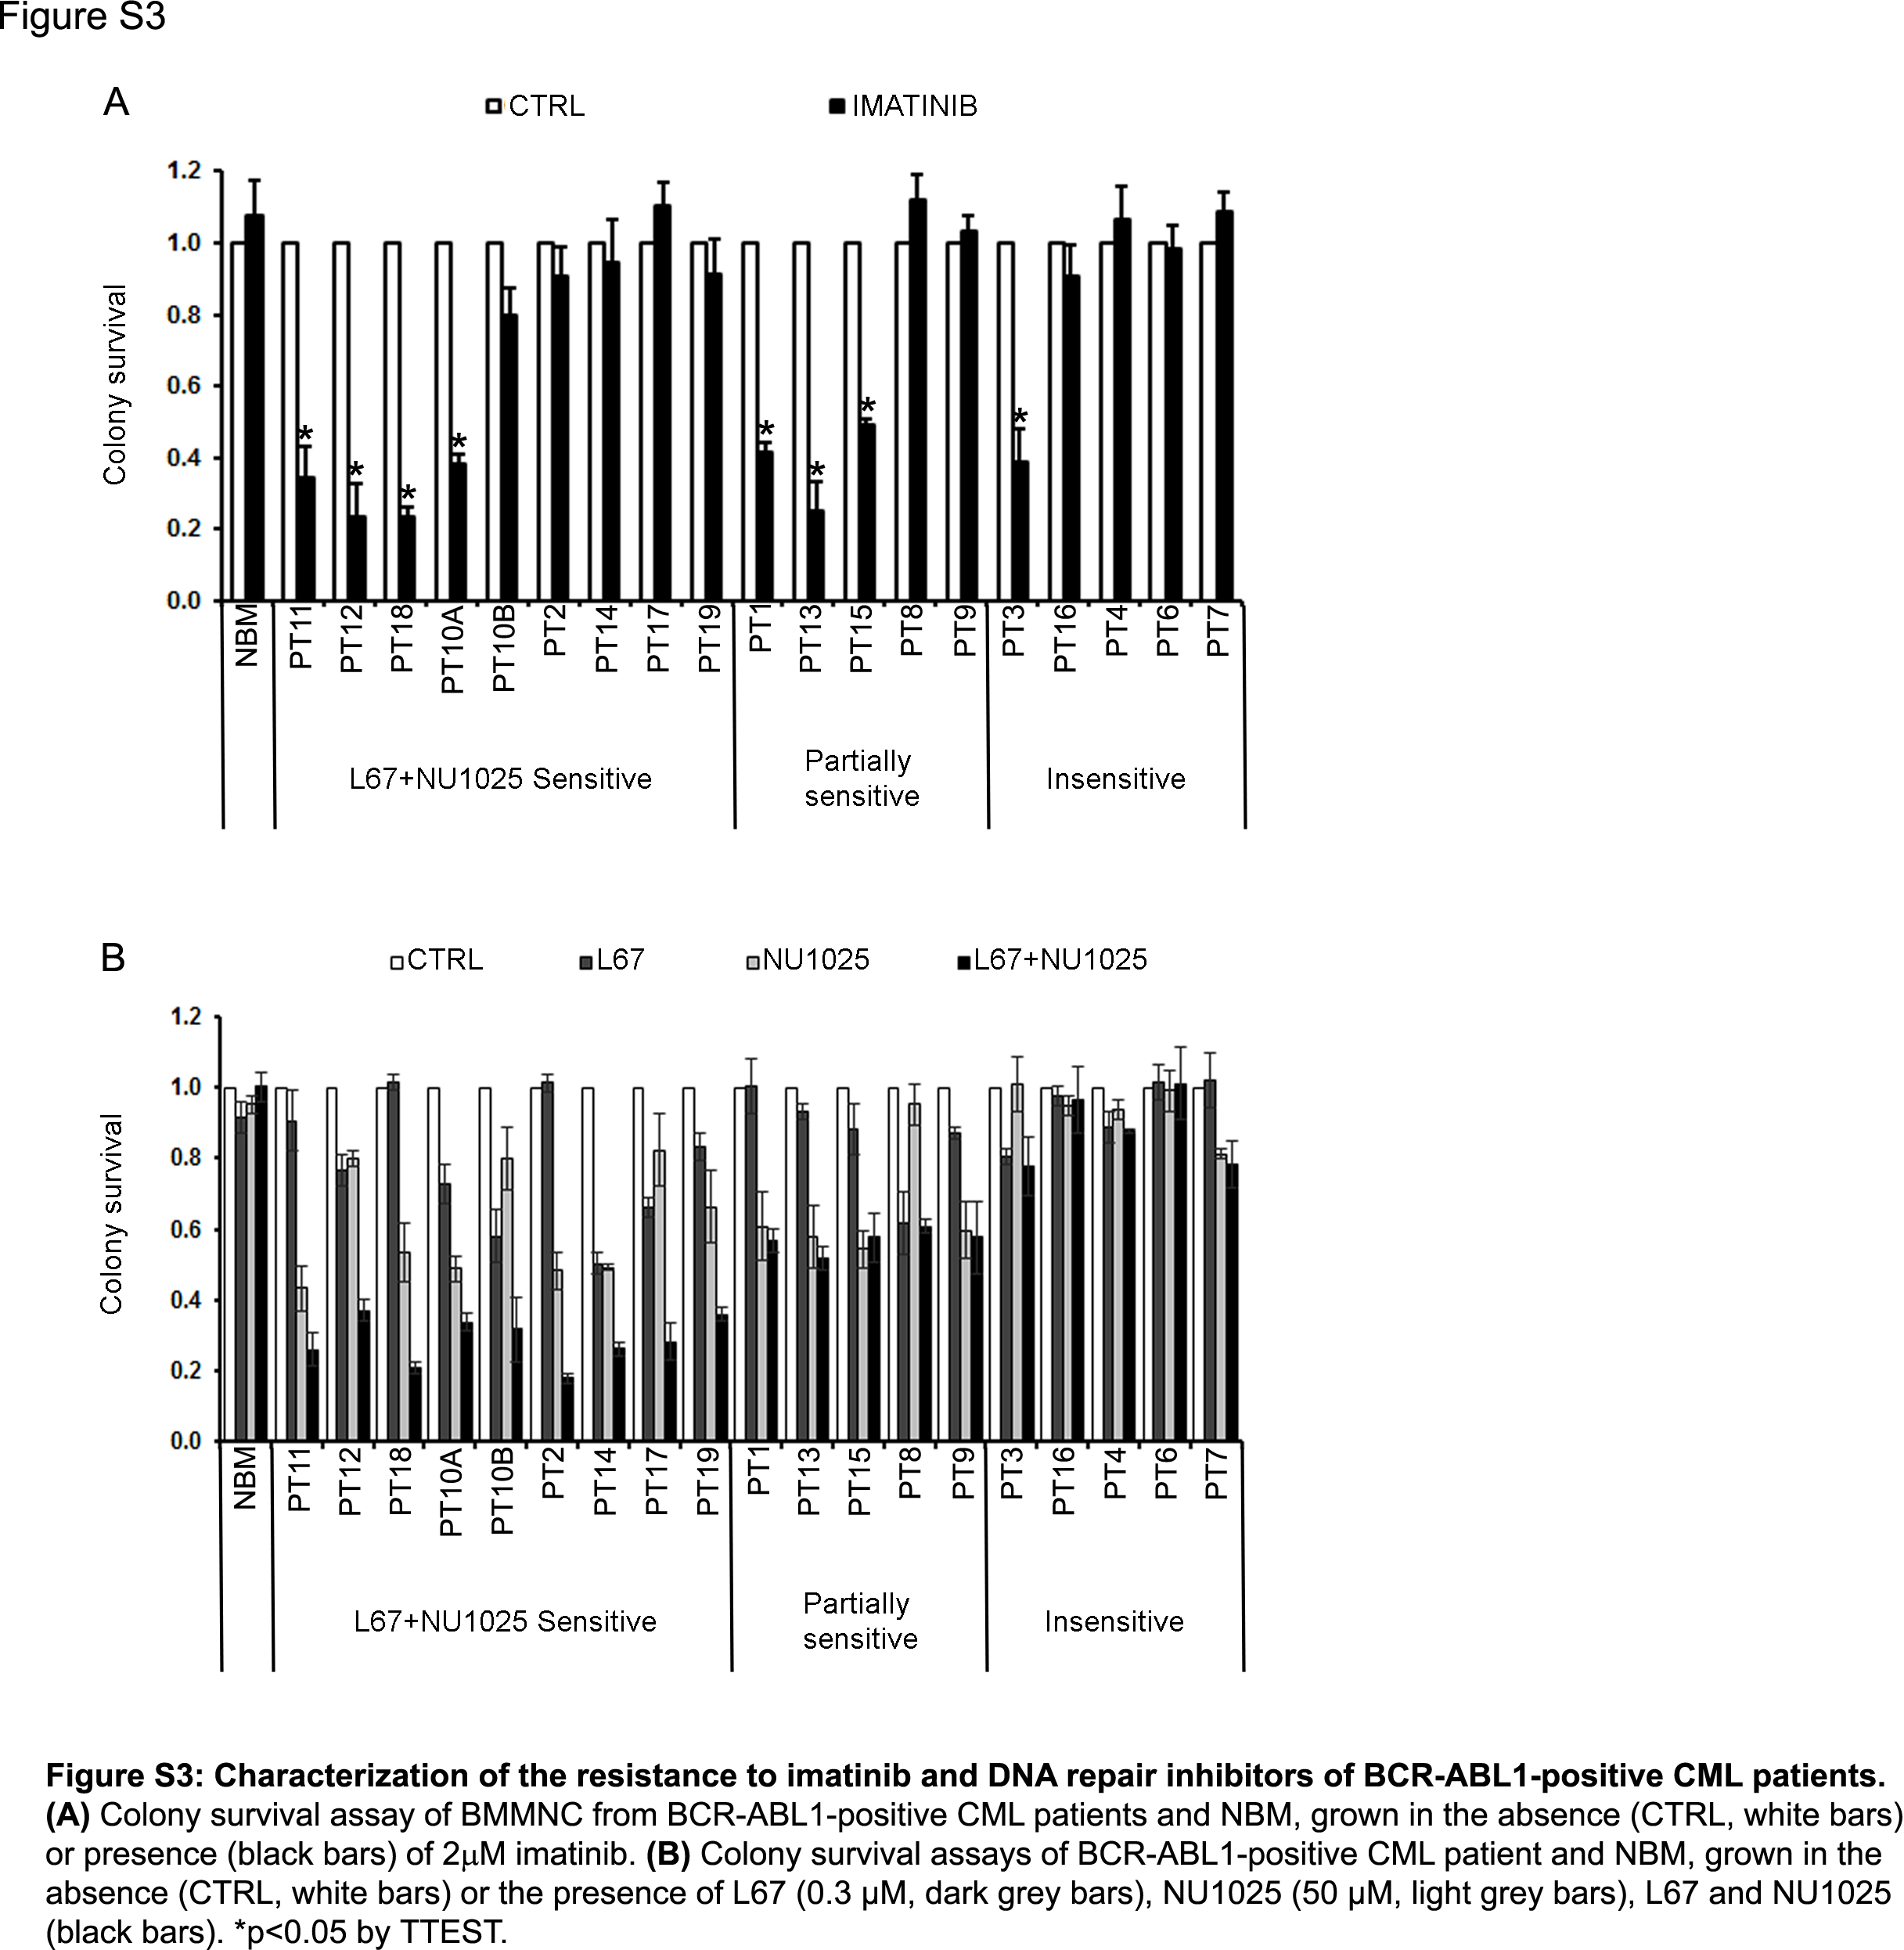 Figure S3
A
CTRL IMATINIB
1.2
1.0
0.8
0.6
0.4
0.2
0.0
Colony survival
* * * * * * * *
NBM PT11 PT12 PT18 PT10A PT10B PT2 PT14 PT17 PT19 PT1 PT13 PT15 PT8 PT9 PT3 PT16 PT4 PT6 PT7
L67+NU1025 Sensitive
Partially
sensitive
Insensitive
B
CTRL L67 NU1025 L67+NU1025
1.2
1.0
0.8
0.6
0.4
0.2
0.0
Colony survival
NBM PT11 PT12 PT18 PT10A PT10B PT2 PT14 PT17 PT19 PT1 PT13 PT15 PT8 PT9 PT3 PT16 PT4 PT6 PT7
L67+NU1025 Sensitive
Partially
sensitive
Insensitive
Figure S3: Characterization of the resistance to imatinib and DNA repair inhibitors of BCR-ABL1-positive CML patients.
(A) Colony survival assay of BMMNC from BCR-ABL1-positive CML patients and NBM, grown in the absence (CTRL, white bars)
or presence (black bars) of 2μM imatinib. (B) Colony survival assays of BCR-ABL1-positive CML patient and NBM, grown in the
absence (CTRL, white bars) or the presence of L67 (0.3 μM, dark grey bars), NU1025 (50 μM, light grey bars), L67 and NU1025
(black bars). *p<0.05 by TTEST.